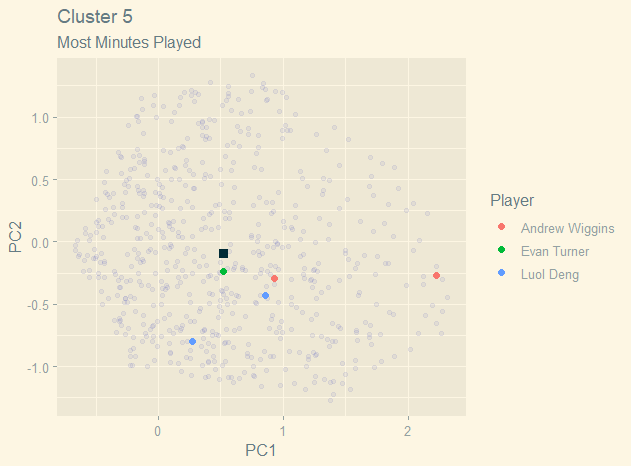 Cluster 5
Most Minutes Played
1.0
0.5
0.0
-0.5
-1.0
PC2
0
1
2
PC1
Player
Andrew Wiggins
Evan Turner
Luol Deng